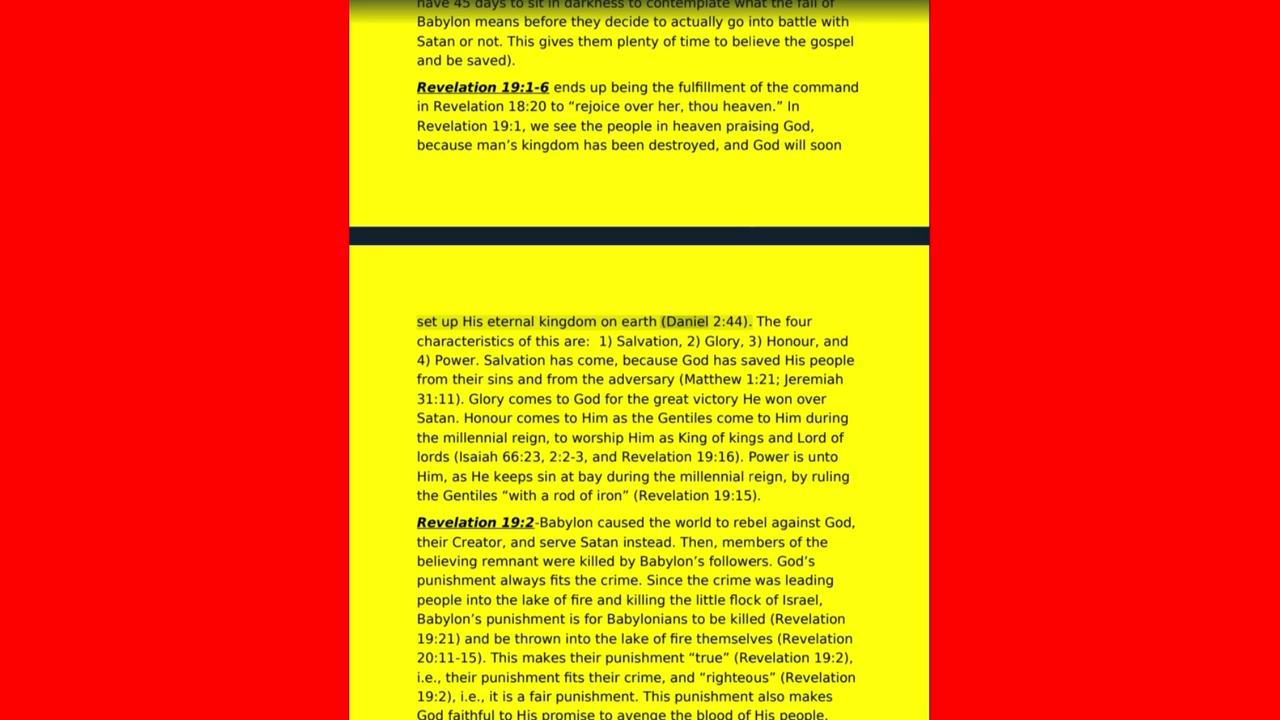 have 45 days to sit in darkness to contemplate what the fall of
Babylon means before they decide to actually go into battle with
Satan or not. This gives them plenty of time to believe the gospel
and be saved).
Revelation 19:1-6 ends up being the fulfillment of the command
in Revelation 18:20 to “rejoice over her, thou heaven.” In
Revelation 19:1, we see the people in heaven praising God,
because man’s kingdom has been destroyed, and God will soon
set up His eternal kingdom on earth (Daniel 2:44). The four
characteristics of this are:  1) Salvation, 2) Glory, 3) Honour, and
4) Power. Salvation has come, because God has saved His people
from their sins and from the adversary (Matthew 1:21; Jeremiah
31:11). Glory comes to God for the great victory He won over
Satan. Honour comes to Him as the Gentiles come to Him during
the millennial reign, to worship Him as King of kings and Lord of
lords (Isaiah 66:23, 2:2-3, and Revelation 19:16). Power is unto
Him, as He keeps sin at bay during the millennial reign, by ruling
the Gentiles “with a rod of iron” (Revelation 19:15).
Revelation 19:2-Babylon caused the world to rebel against God,
their Creator, and serve Satan instead. Then, members of the
believing remnant were killed by Babylon’s followers. God’s
punishment always fits the crime. Since the crime was leading
people into the lake of fire and killing the little flock of Israel,
Babylon’s punishment is for Babylonians to be killed (Revelation
19:21) and be thrown into the lake of fire themselves (Revelation
20:11-15). This makes their punishment “true” (Revelation 19:2),
i.e., their punishment fits their crime, and “righteous” (Revelation
19:2), i.e., it is a fair punishment. This punishment also makes
God faithful to His promise to avenge the blood of His people.